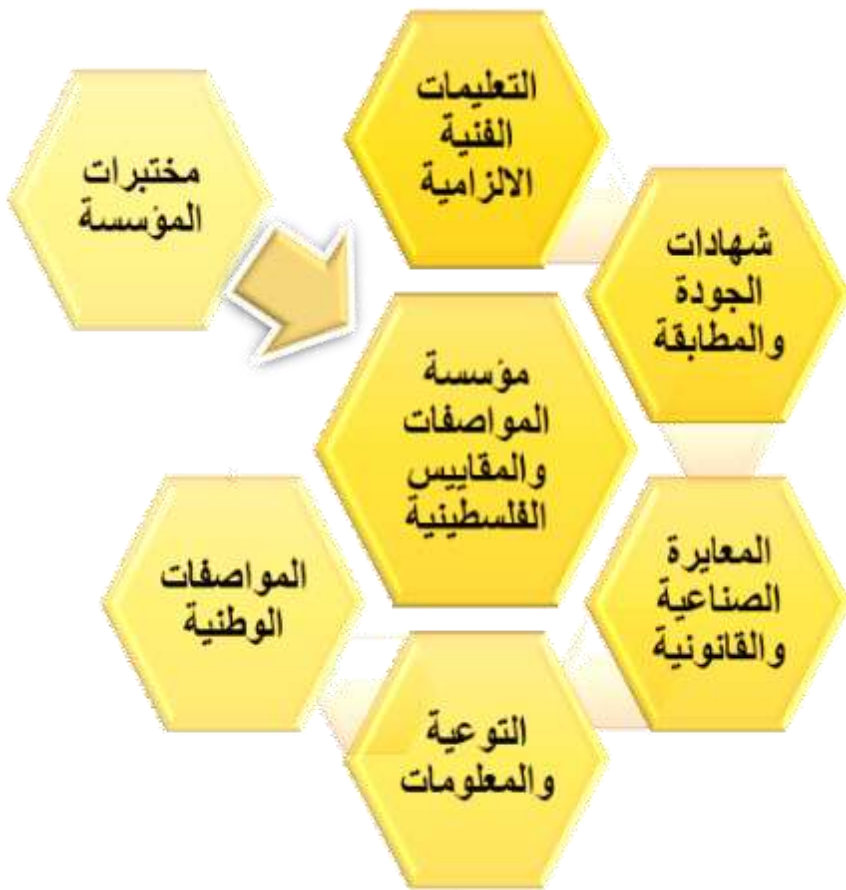 التعليمات
الفنية
الالزامية
مختبرات
المؤسسة
شهادات
الجودة
والمطابقة
مؤسسة
المواصفات
والمقاييس
الفلسطينية
المعايرة
الصناعية
والقانونية
المواصفات
الوطنية
التوعية
والمعلومات